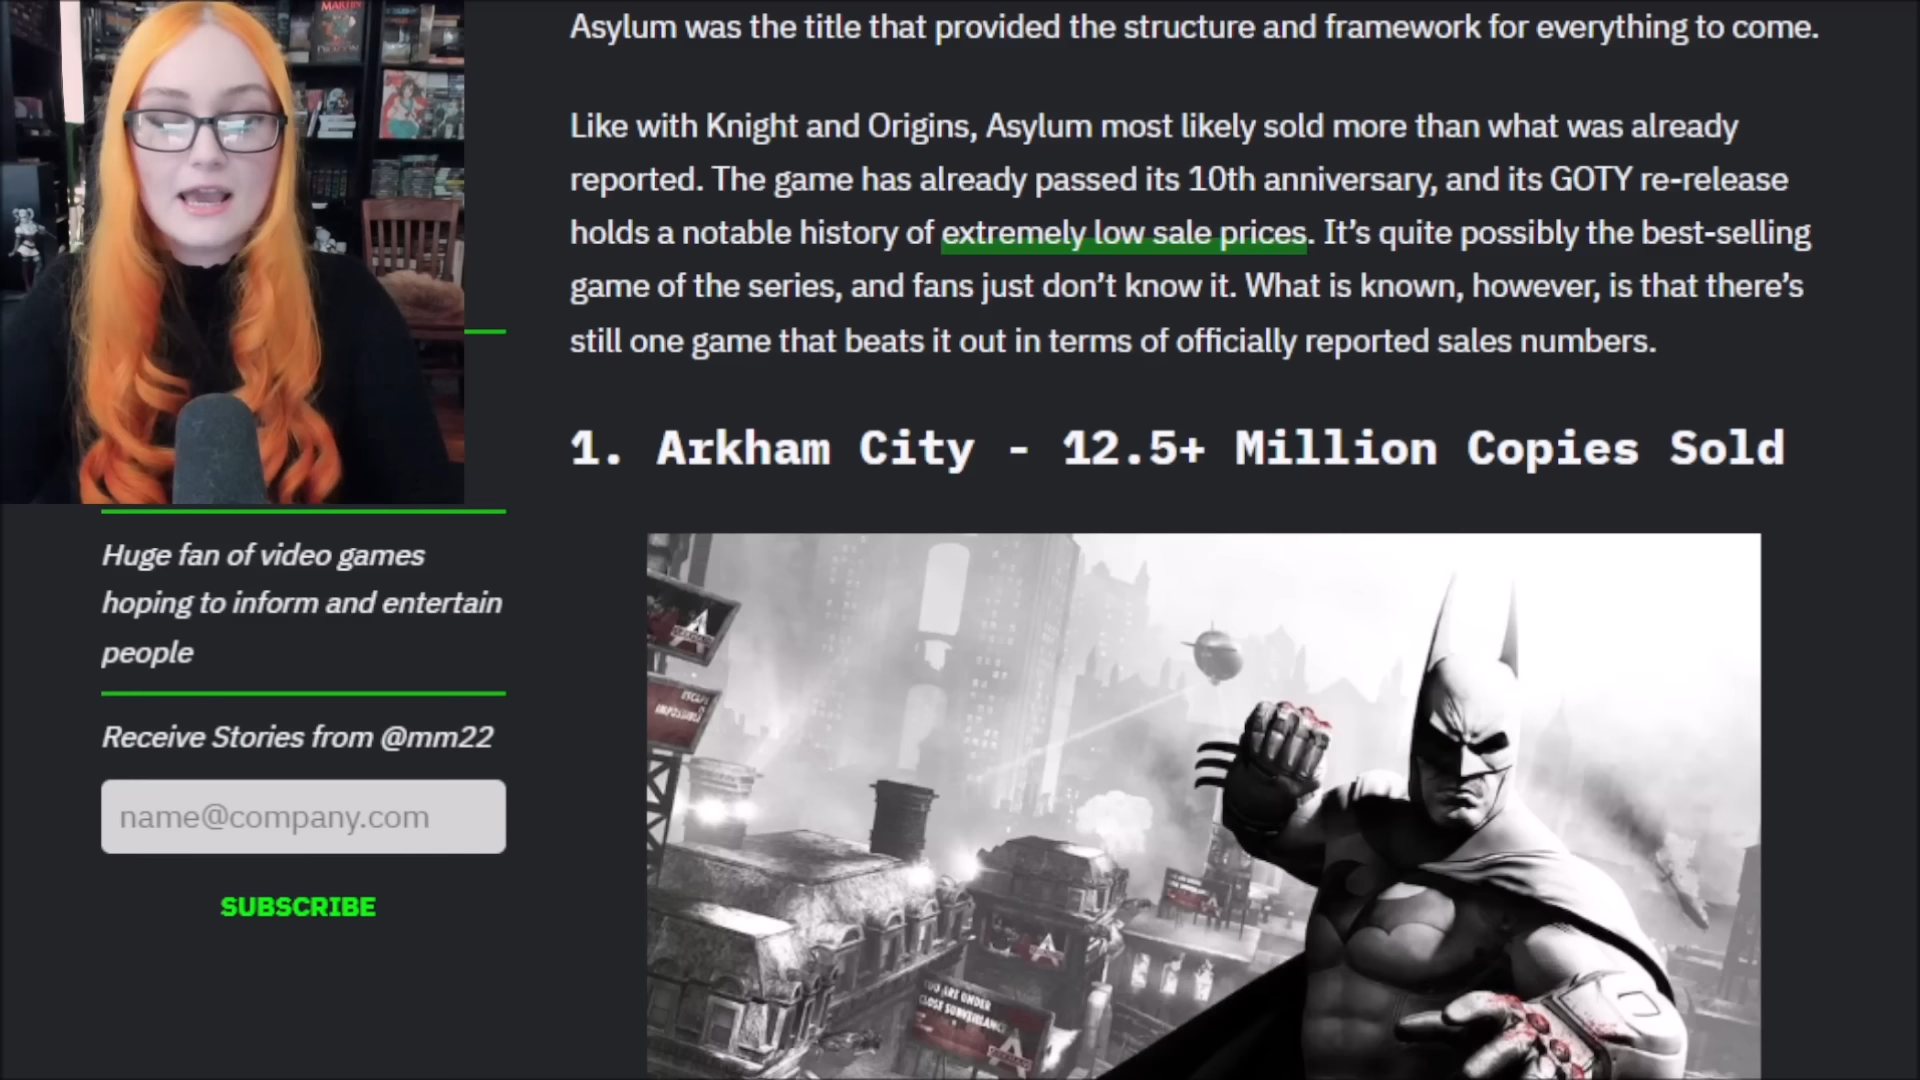 MARTIN
Asylum was the title that provided the structure and framework for everything to come.
Like with Knight and Origins, Asylum most likely sold more than what was already
reported. The game has already passed its 10th anniversary, and its GOTY re-release
holds a notable history of extremely low sale prices. It’s quite possibly the best-selling
game of the series, and fans just don’t know it. What is known, however, is that there’s
still one game that beats it out in terms of officially reported sales numbers.
1. Arkham City - 12.5+ Million Copies Sold
Huge fan of video games
hoping to inform and entertain
people
Receive Stories from @mm22
name@company.com
SUBSCRIBE
ESCAPE
IMPOSSIBLE
YOU ARE UNDER
CLOSE SURVEILLANCE